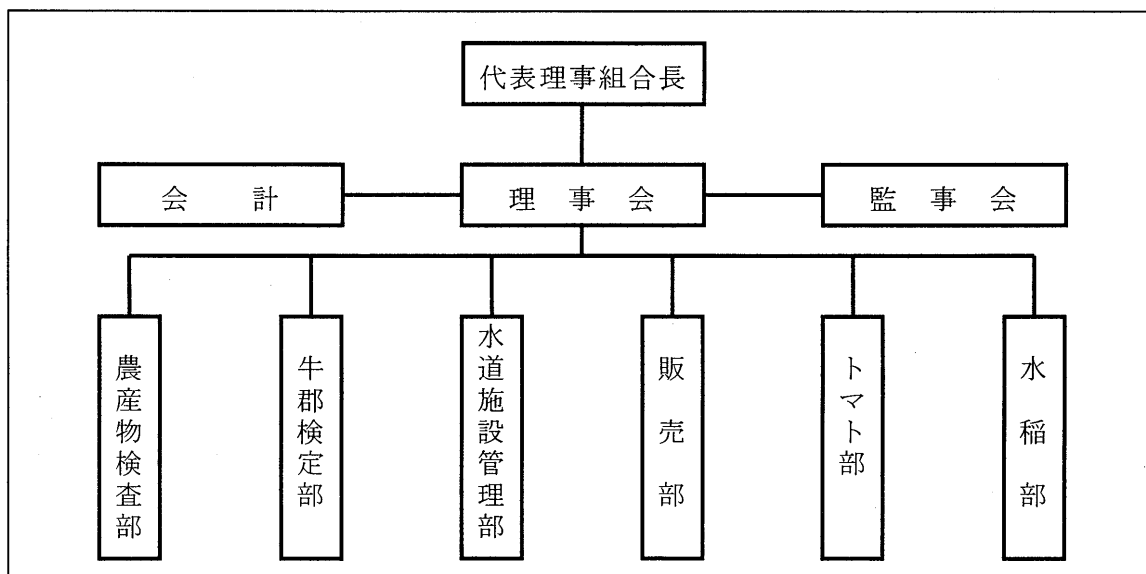 代表理事組合長
会計
理事会
監事会
農産物検査部
牛郡検定部
水道施設管理部
販売部
トマト部
水稲部